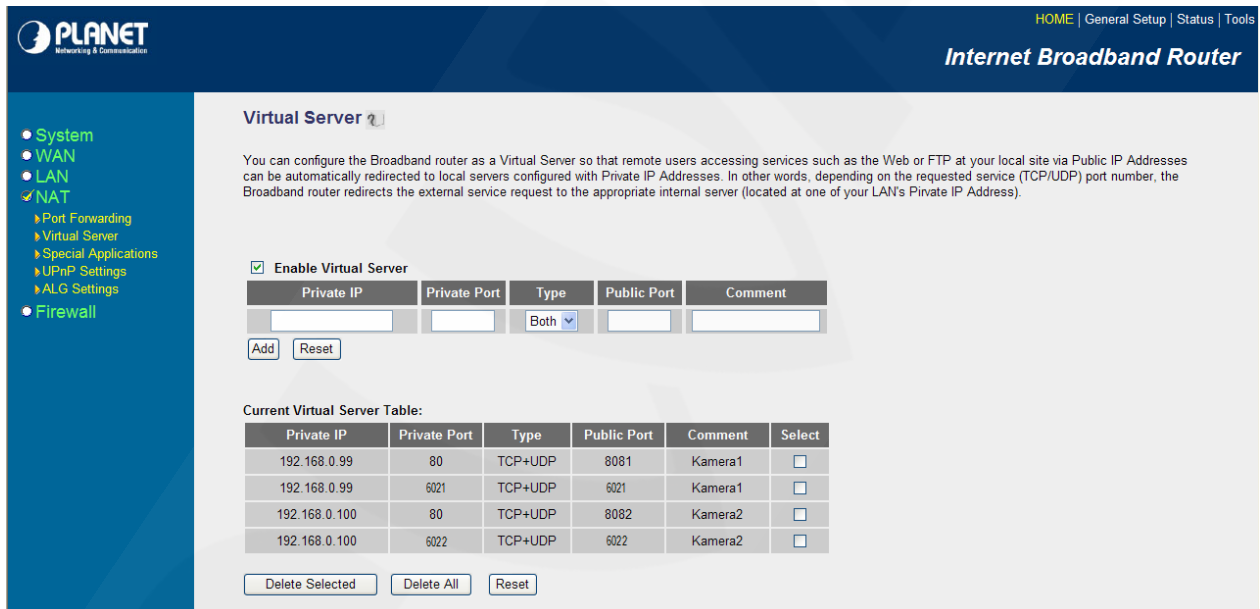 PLANET
Networking & Communication
HOME | General Setup | Status | Tools
Internet Broadband Router
System
WAN
LAN
NAT
Port Forwarding
Virtual Server
Special Applications
UPnP Settings
ALG Settings
Firewall
Virtual Server
You can configure the Broadband router as a Virtual Server so that remote users accessing services such as the Web or FTP at your local site via Public IP Addresses
can be automatically redirected to local servers configured with Private IP Addresses. In other words, depending on the requested service (TCP/UDP) port number, the
Broadband router redirects the external service request to the appropriate internal server (located at one of your LAN's Pirvate IP Address).
Enable Virtual Server
Private IP Private Port Type Public Port Comment
Both
Add Reset
Current Virtual Server Table:
Private IP Private Port Type Public Port Comment Select
192.168.0.99 80 TCP+UDP 8081 Kamera1
192.168.0.99 6021 TCP+UDP 6021 Kamera1
192.168.0.100 80 TCP+UDP 8082 Kamera2
192.168.0.100 6022 TCP+UDP 6022 Kamera2
Delete Selected Delete All Reset